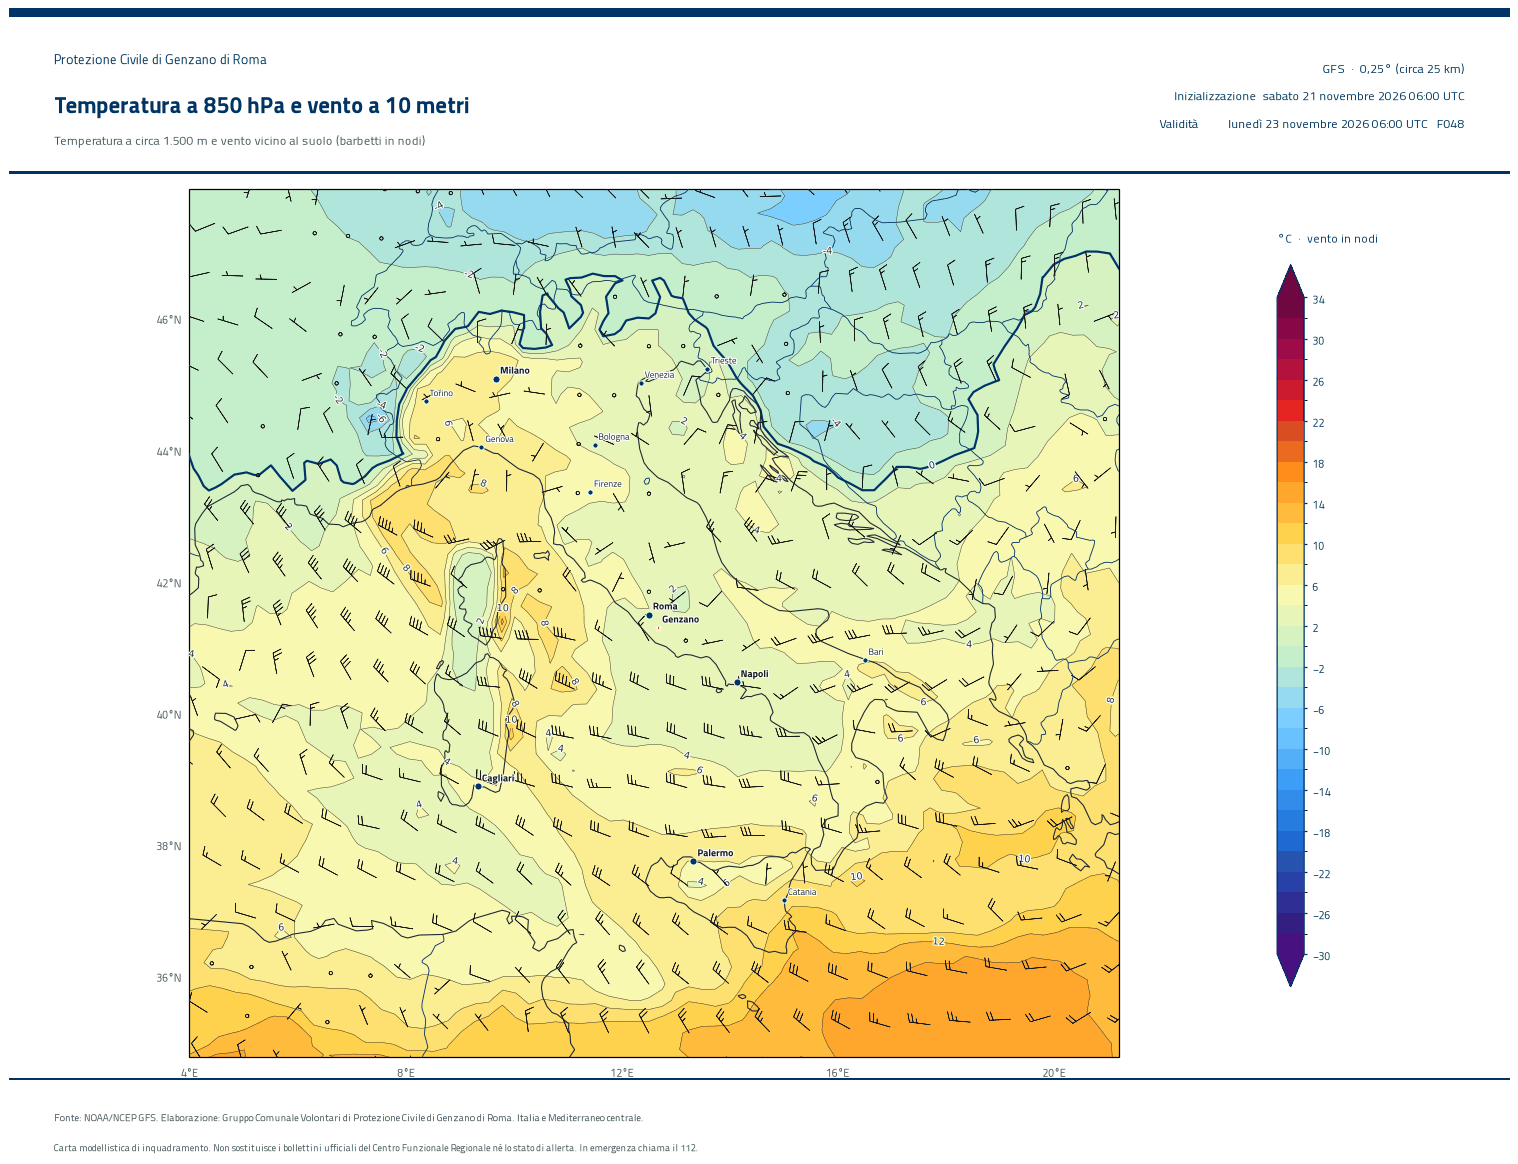 Protezione Civile di Genzano di Roma
Temperatura a 850 hPa e vento a 10 metri
Temperatura a circa 1.500 m e vento vicino al suolo (barbetti in nodi)
GFS · 0,25° (circa 25 km)
Inizializzazione sabato 21 novembre 2026 06:00 UTC
Validità lunedì 23 novembre 2026 06:00 UTC F048
°C · vento in nodi
34
30
26
22
18
14
10
6
2
−2
−6
−10
−14
−18
−22
−26
−30
46°N
44°N
42°N
40°N
38°N
36°N
4°E
8°E
12°E
16°E
20°E
Milano
Torino
Venezia
Trieste
Genova
Bologna
Firenze
Roma
Genzano
Napoli
Bari
Cagliari
Palermo
Catania
Fonte: NOAA/NCEP GFS. Elaborazione: Gruppo Comunale Volontari di Protezione Civile di Genzano di Roma. Italia e Mediterraneo centrale.
Carta modellistica di inquadramento. Non sostituisce i bollettini ufficiali del Centro Funzionale Regionale né lo stato di allerta. In emergenza chiama il 112.